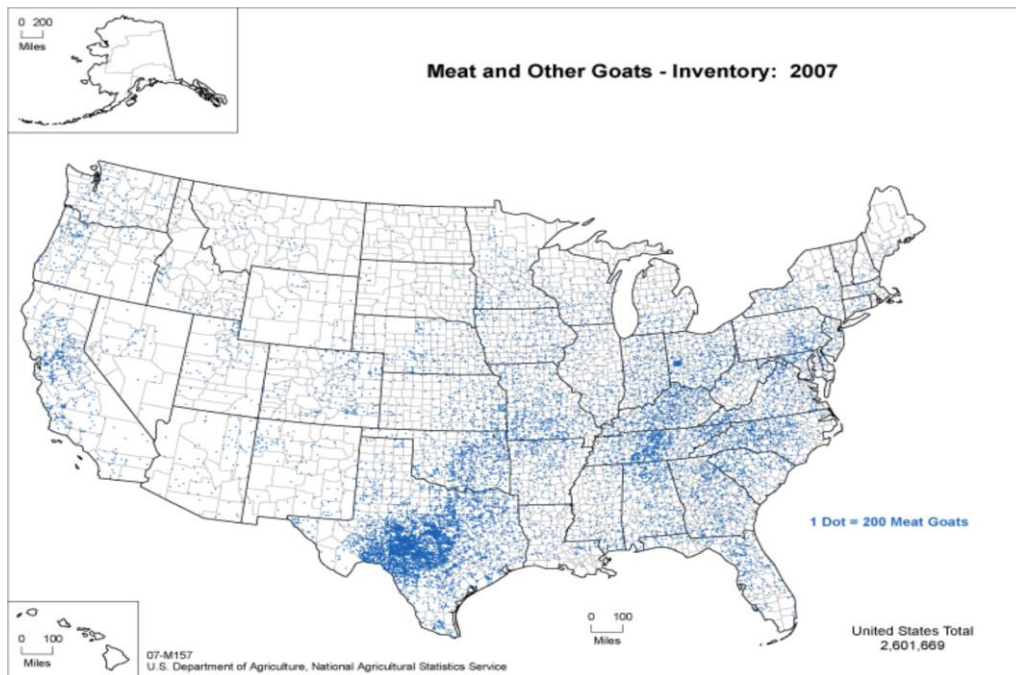 0 200
Miles
Meat and Other Goats - Inventory: 2007
1 Dot = 200 Meat Goats
0 100
Miles
0 100
Miles
United States Total
2,601,669
07-M157
U.S. Department of Agriculture, National Agricultural Statistics Service